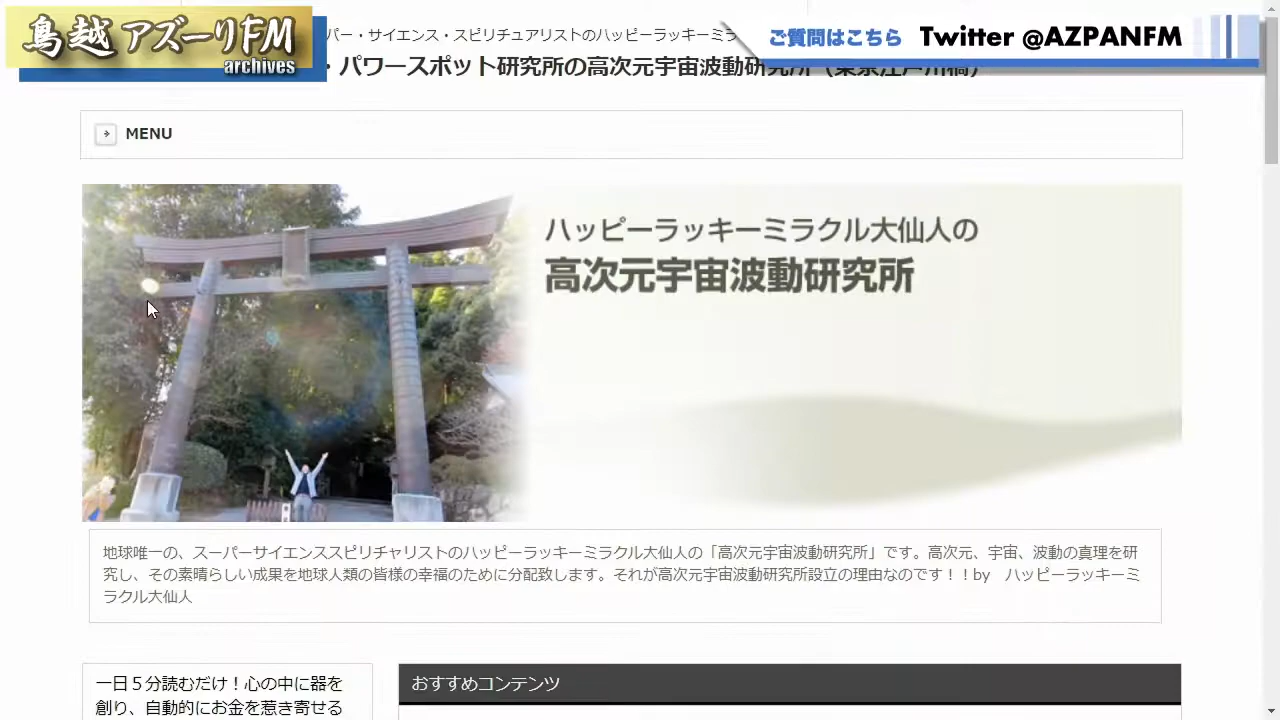 鳥越 アズーリFM
archives
パー・サイエンス・スピリチュアリストのハッピーラッキーミラ
ご質問はこちら Twitter @AZPANFM
・パワースポット研究所の高次元宇宙波動研究所（東京江戸川橋）
MENU
ハッピーラッキーミラクル大仙人の
高次元宇宙波動研究所
地球唯一の、スーパーサイエンススピリチャリストのハッピーラッキーミラクル大仙人の「高次元宇宙波動研究所」です。高次元、宇宙、波動の真理を研
究し、その素晴らしい成果を地球人類の皆様の幸福のために分配致します。それが高次元宇宙波動研究所設立の理由なのです！！by　ハッピーラッキーミ
ラクル大仙人
一日５分読むだけ！心の中に器を
創り、自動的にお金を惹き寄せる
おすすめコンテンツ